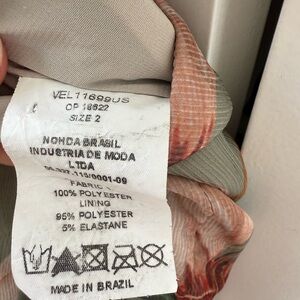 VEL11699US
OP 18622
SIZE 2
NOHDA BRASIL
INDUSTRIA DE MODA
LTDA
FABRIC
100% POLYESTER
LINING
95% POLYESTER
5% ELASTANE
MADE IN BRAZIL